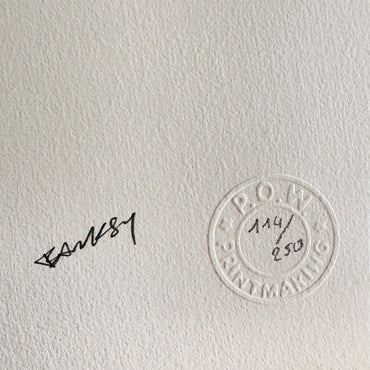 BANKSY
P.O.W
PRINTMAKING
114/
250